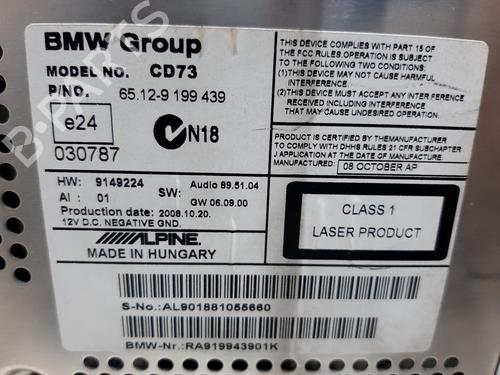 BMW Group
MODEL NO. CD73
P/NO. 65.12-9 199 439
e24
030787
N18
THIS DEVICE COMPLIES WITH PART 15 OF
THE FCC RULES OPERATION IS SUBJECT
TO THE FOLLOWING TWO CONDITIONS:
(1)THIS DEVICE MAY NOT CAUSE HARMFUL
INTERFERENCE, AND
(2)THIS DEVICE MUST ACCEPT ANY INTERFERENCE
RECEIVED INCLUDING INTERFERENCE
THAT MAY CAUSE UNDESIRED OPERATION.
CERTIFIED BY THEMANUFACTURER
TO COMPLY WITH DHHS RULES 21 CFR SUBCHAPTER
J APPLICATION AT THE DATE OF MANUFACTURE.
08 OCTOBER AP
HW: 9149224 SW: Audio 89.51.04
AI : 01 GW 06.09.00
Production date: 2008.10.20.
12V D.C. NEGATIVE GND.
ALPINE
MADE IN HUNGARY
CLASS 1
LASER PRODUCT
S-No.:AL901881055660
BMW-Nr.:RA919943901K
B-PARTS